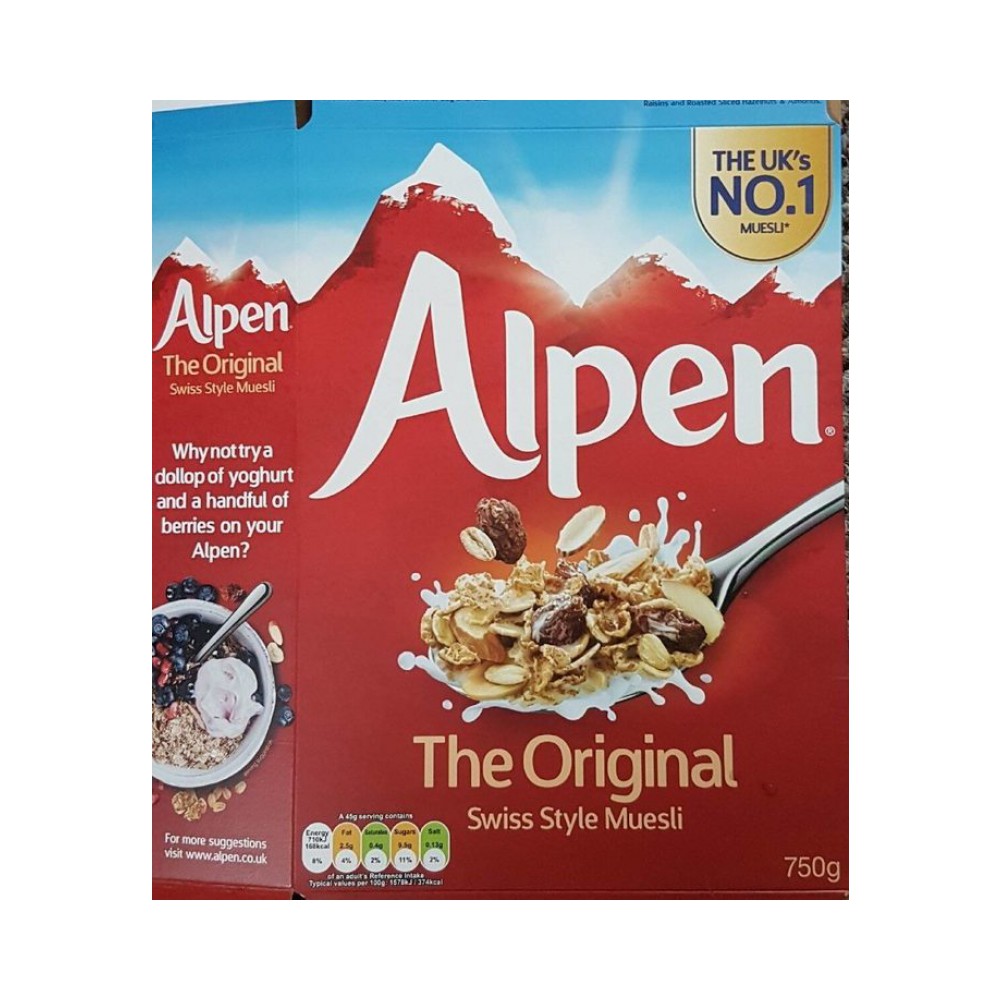 Raisins and Roasted Sliced Hazelnuts & Almonds.
THE UK's
NO.1
MUESLI*
Alpen®
The Original
Swiss Style Muesli
750g
A 45g serving contains
Energy
710kJ
168kcal
8%
Fat
2.5g
4%
Saturates
0.4g
2%
Sugars
9.5g
11%
Salt
0.13g
2%
of an adult's Reference Intake
Typical values per 100g: 1578kJ / 374kcal
Alpen
The Original
Swiss Style Muesli
Why not try a
dollop of yoghurt
and a handful of
berries on your
Alpen?
For more suggestions
visit www.alpen.co.uk